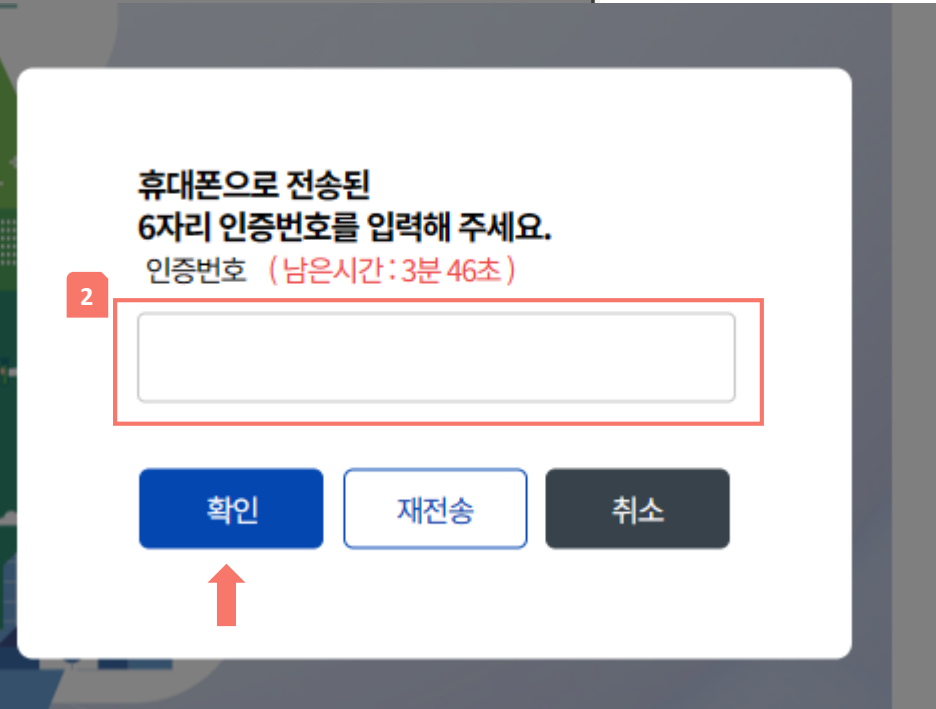 휴대폰으로 전송된
6자리 인증번호를 입력해 주세요.
인증번호 ( 남은시간 : 3분 46초 )
2
확인 재전송 취소